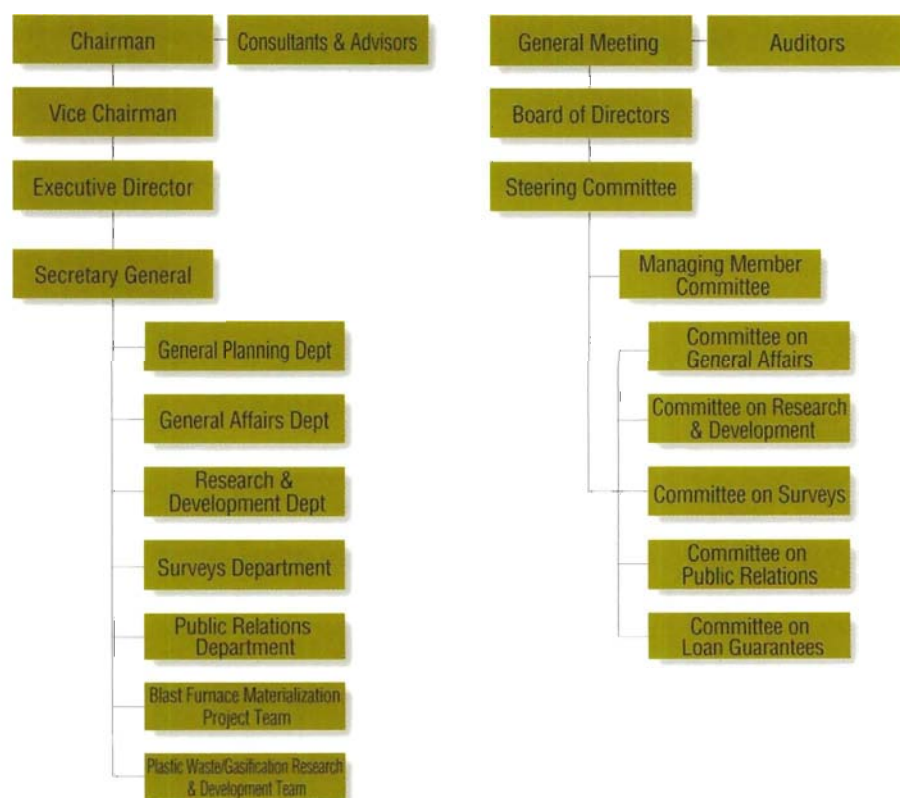 Chairman
Consultants & Advisors
Vice Chairman
Executive Director
Secretary General
General Planning Dept
General Affairs Dept
Research &
Development Dept
Surveys Department
Public Relations
Department
Blast Furnace Materialization
Project Team
Plastic Waste/Gasification Research
& Development Team
General Meeting
Auditors
Board of Directors
Steering Committee
Managing Member
Committee
Committee on
General Affairs
Committee on Research
& Development
Committee on Surveys
Committee on
Public Relations
Committee on
Loan Guarantees